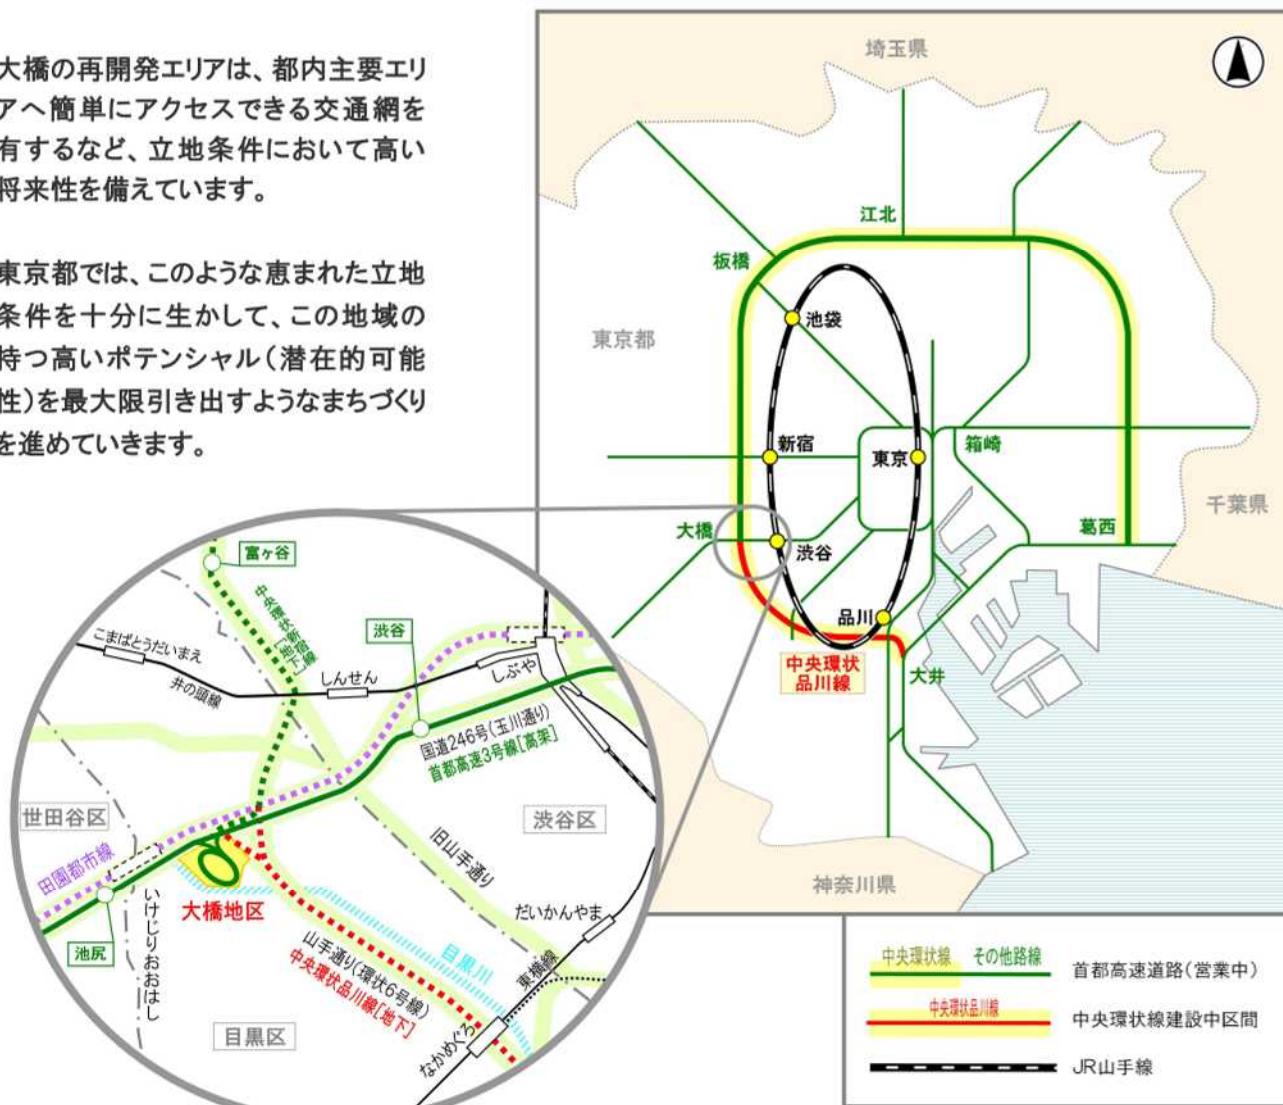 大橋の再開発エリアは、都内主要エリ
アへ簡単にアクセスできる交通網を
有するなど、立地条件において高い
将来性を備えています。
東京都では、このような恵まれた立地
条件を十分に生かして、この地域の
持つ高いポテンシャル（潜在的可能
性）を最大限引き出すようなまちづくり
を進めていきます。
埼玉県
江北
板橋
池袋
東京都
新宿
東京
箱崎
千葉県
大橋
渋谷
葛西
品川
中央環状
品川線
大井
神奈川県
富ヶ谷
中央環状新宿線
［地下］
渋谷
こまばとうだいまえ
井の頭線
しんせん
しぶや
国道246号（玉川通り）
首都高速3号線［高架］
世田谷区
渋谷区
田園都市線
旧山手通り
大橋地区
池尻
いけじりおおはし
だいかんやま
山手通り（環状6号線）
中央環状品川線［地下］
目黒川
東横線
目黒区
なかめぐろ
中央環状線 その他路線 首都高速道路（営業中）
中央環状品川線
中央環状線建設中区間
JR山手線